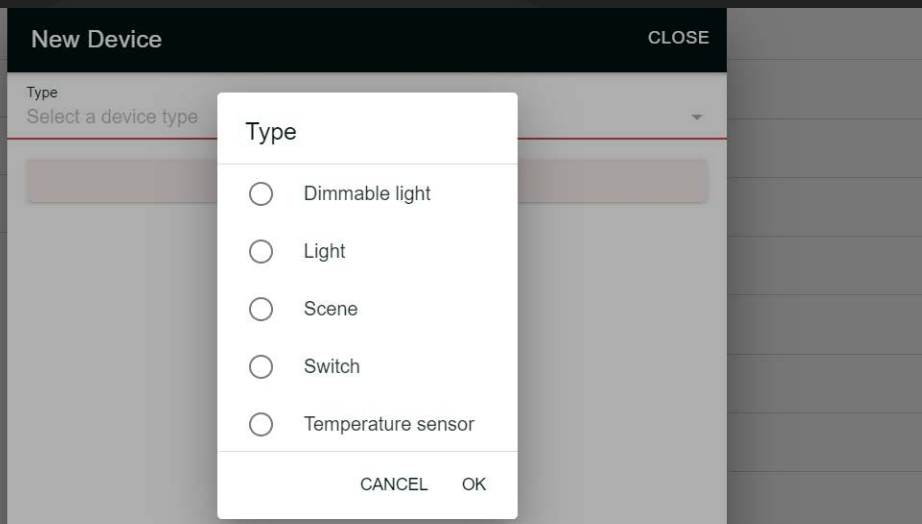 New Device
CLOSE
Type
Select a device type
Type
Dimmable light
Light
Scene
Switch
Temperature sensor
CANCEL OK